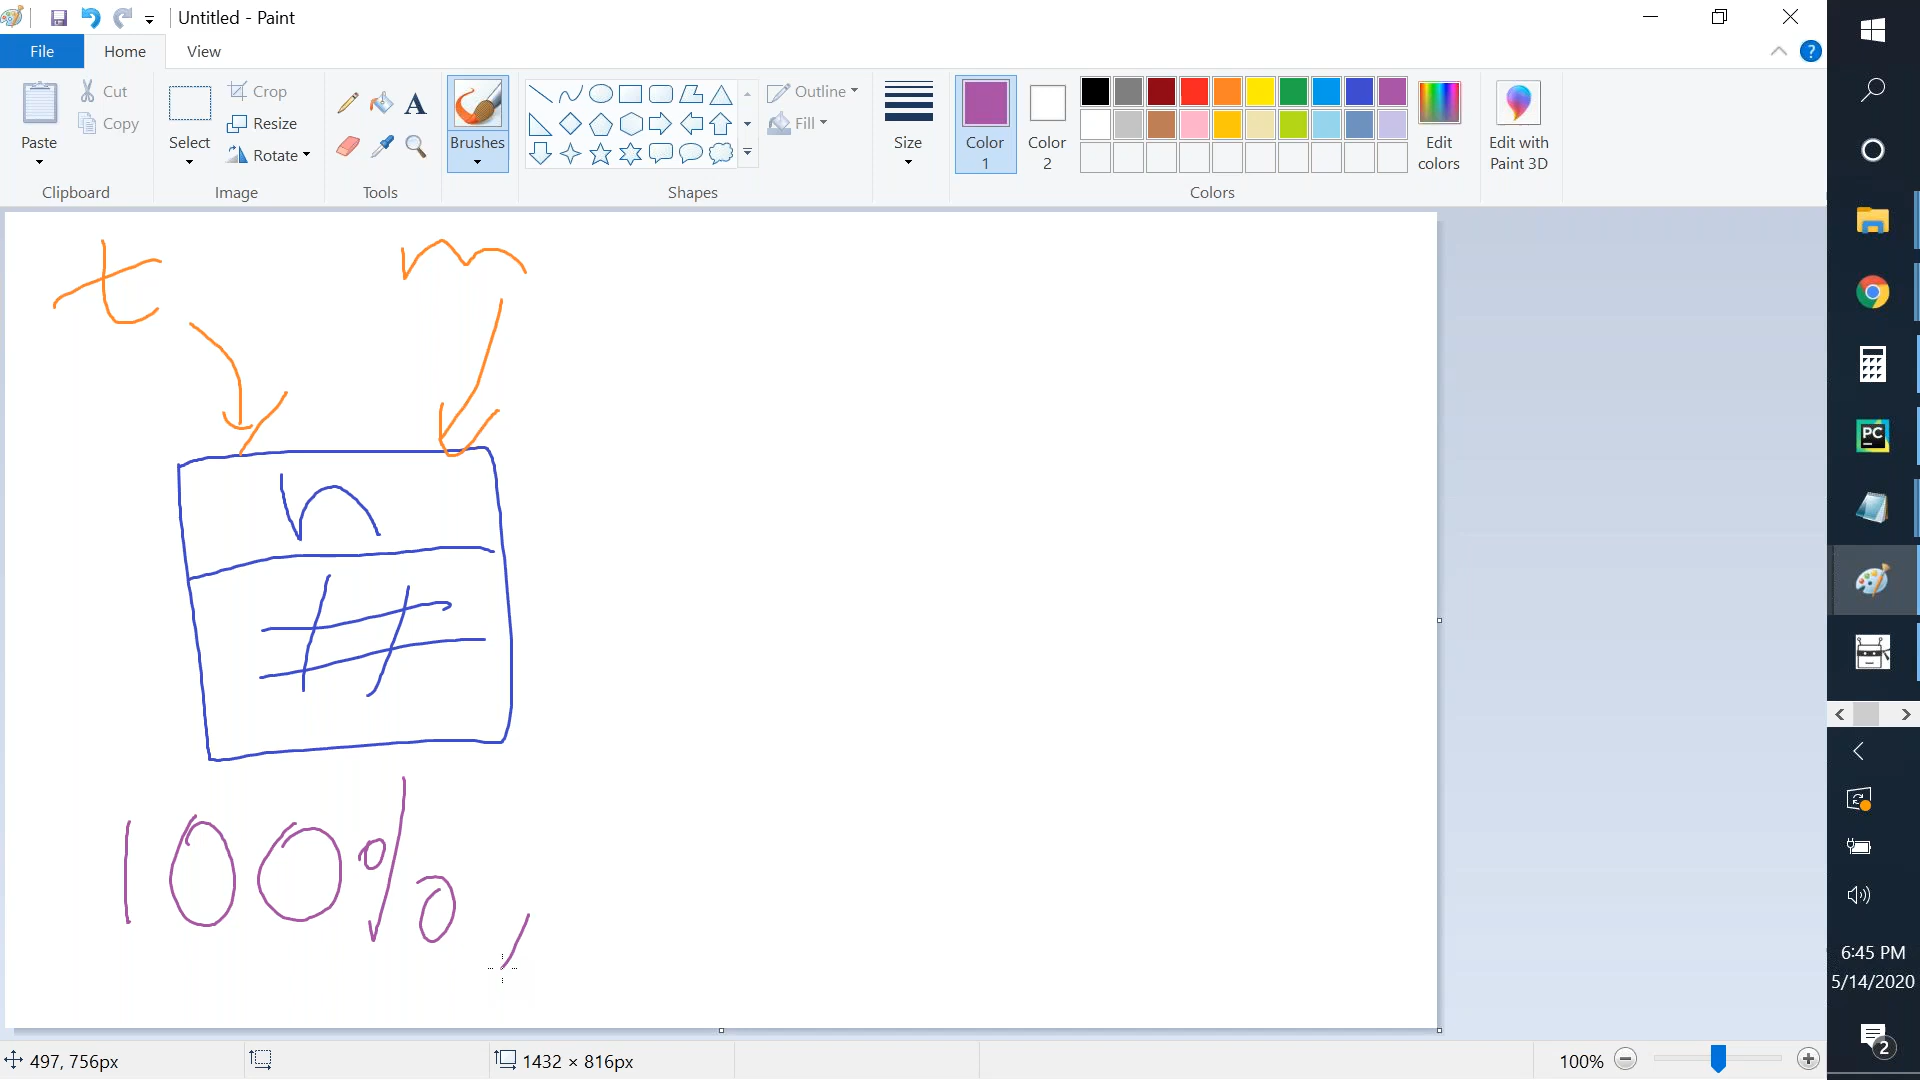 Untitled - Paint
File Home View
Paste
Cut
Copy
Clipboard
Select
Crop
Resize
Rotate
Image
A
Tools
Brushes
Shapes
Outline
Fill
Size
Color 1
Color 2
Colors
Edit colors
Edit with Paint 3D
?
t m
n
#
100% ,
PC
6:45 PM
5/14/2020
2
497, 756px
1432 × 816px
100%